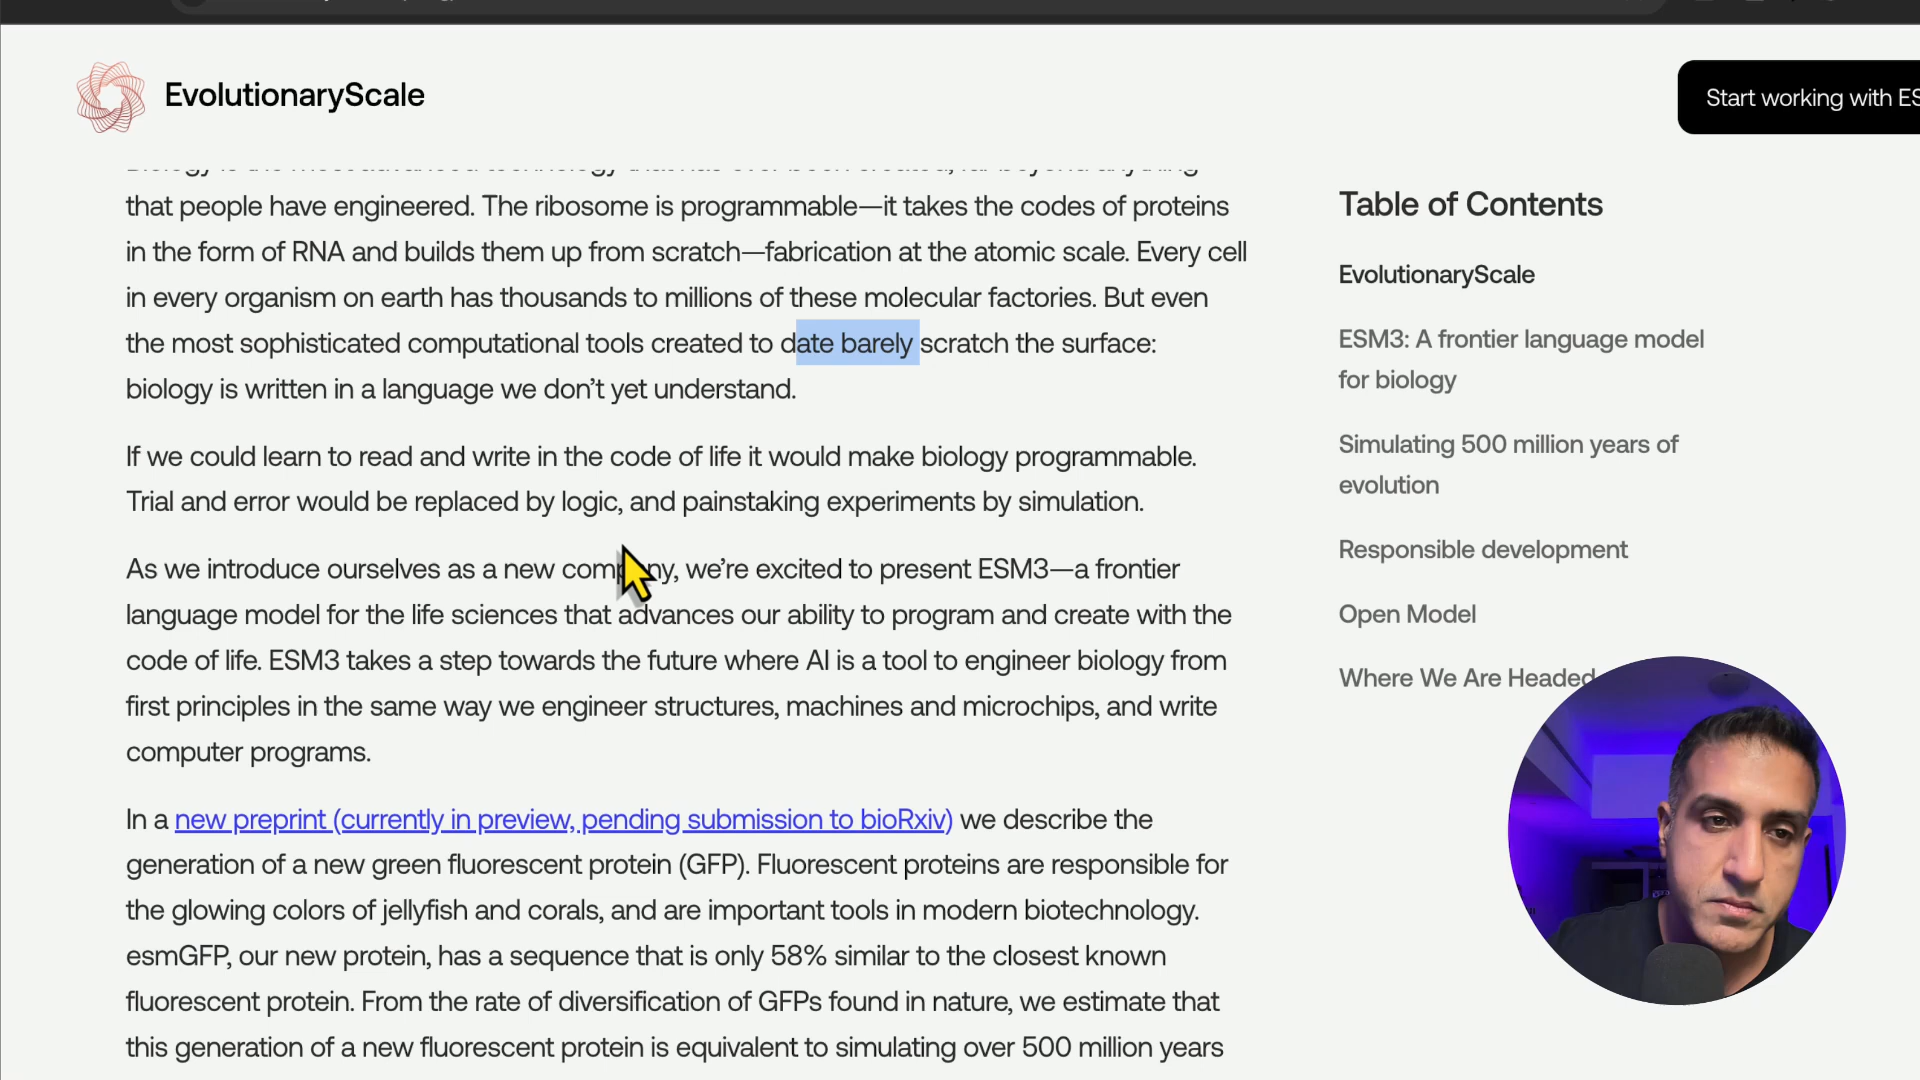 EvolutionaryScale
Start working with ES
Biology is the most advanced technology that has ever been created, far beyond anything
that people have engineered. The ribosome is programmable—it takes the codes of proteins
in the form of RNA and builds them up from scratch—fabrication at the atomic scale. Every cell
in every organism on earth has thousands to millions of these molecular factories. But even
the most sophisticated computational tools created to date barely scratch the surface:
biology is written in a language we don’t yet understand.
If we could learn to read and write in the code of life it would make biology programmable.
Trial and error would be replaced by logic, and painstaking experiments by simulation.
As we introduce ourselves as a new company, we’re excited to present ESM3—a frontier
language model for the life sciences that advances our ability to program and create with the
code of life. ESM3 takes a step towards the future where AI is a tool to engineer biology from
first principles in the same way we engineer structures, machines and microchips, and write
computer programs.
In a new preprint (currently in preview, pending submission to bioRxiv) we describe the
generation of a new green fluorescent protein (GFP). Fluorescent proteins are responsible for
the glowing colors of jellyfish and corals, and are important tools in modern biotechnology.
esmGFP, our new protein, has a sequence that is only 58% similar to the closest known
fluorescent protein. From the rate of diversification of GFPs found in nature, we estimate that
this generation of a new fluorescent protein is equivalent to simulating over 500 million years
Table of Contents
EvolutionaryScale
ESM3: A frontier language model
for biology
Simulating 500 million years of
evolution
Responsible development
Open Model
Where We Are Headed